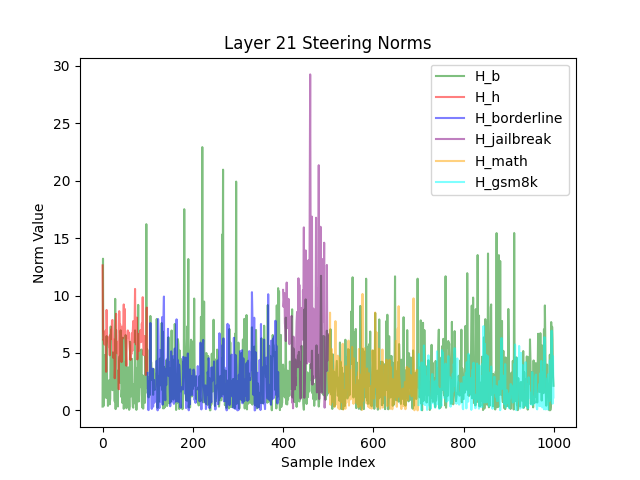 Layer 21 Steering Norms
Norm Value
30
25
20
15
10
5
0
H_b
H_h
H_borderline
H_jailbreak
H_math
H_gsm8k
0 200 400 600 800 1000
Sample Index